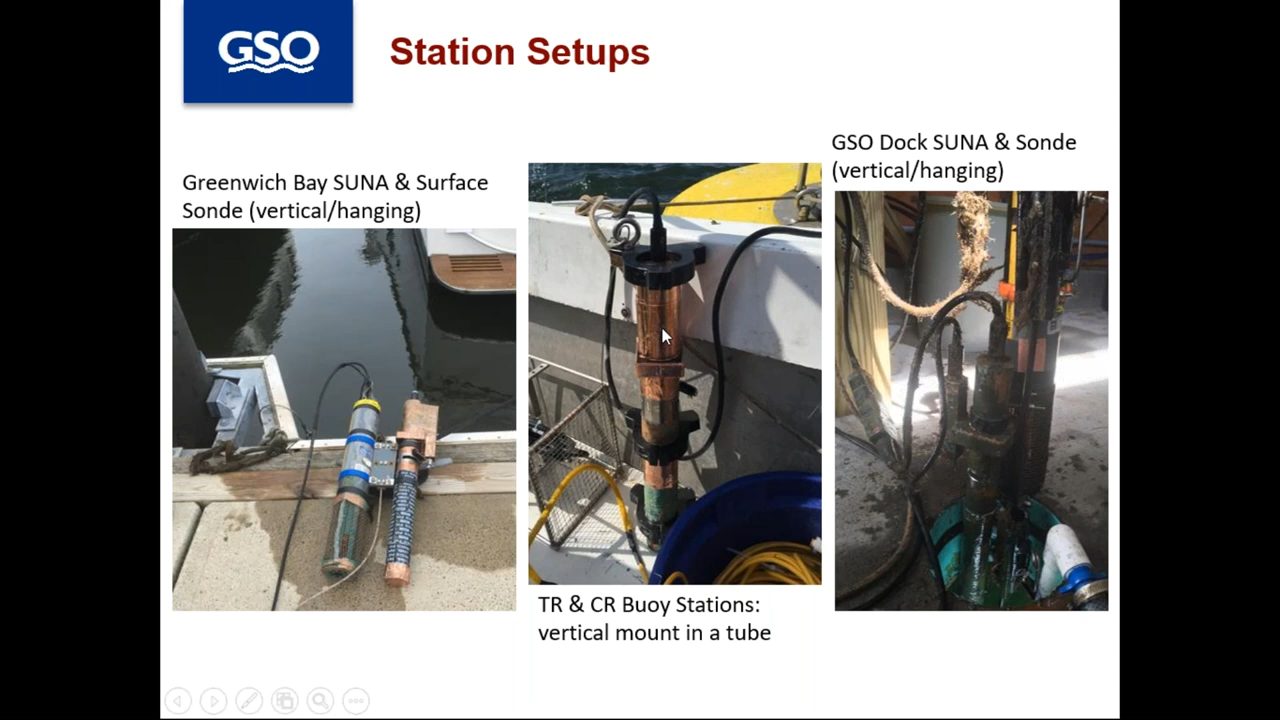 GSO
Station Setups
Greenwich Bay SUNA & Surface
Sonde (vertical/hanging)
TR & CR Buoy Stations:
vertical mount in a tube
GSO Dock SUNA & Sonde
(vertical/hanging)